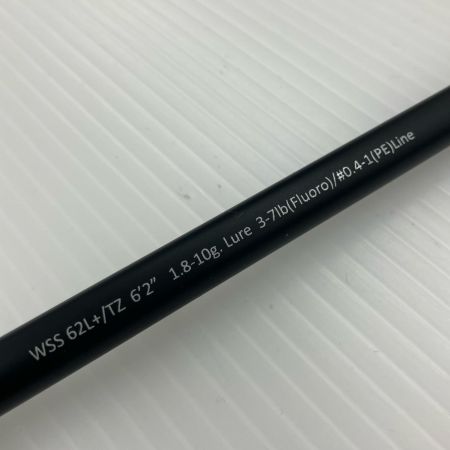 WSS 62L+/TZ 6'2" 1.8-10g. Lure 3-7lb(Fluoro)/#0.4-1(PE)Line